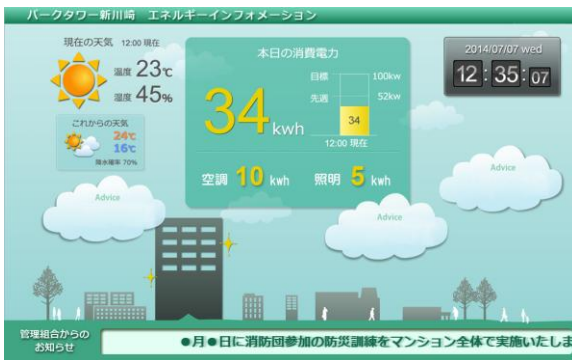 パークタワー新川崎　エネルギーインフォメーション
現在の天気 12:00 現在
温度 23℃
湿度 45%
これからの天気
24℃
16℃
降水確率 70%
本日の消費電力
34 kwh
目標 100kw
先週 52kw
34
12:00 現在
空調 10 kwh 照明 5 kwh
2014/07/07 wed
12:35:07
Advice
Advice
Advice
管理組合からの
お知らせ
●月●日に消防団参加の防災訓練をマンション全体で実施いたしま